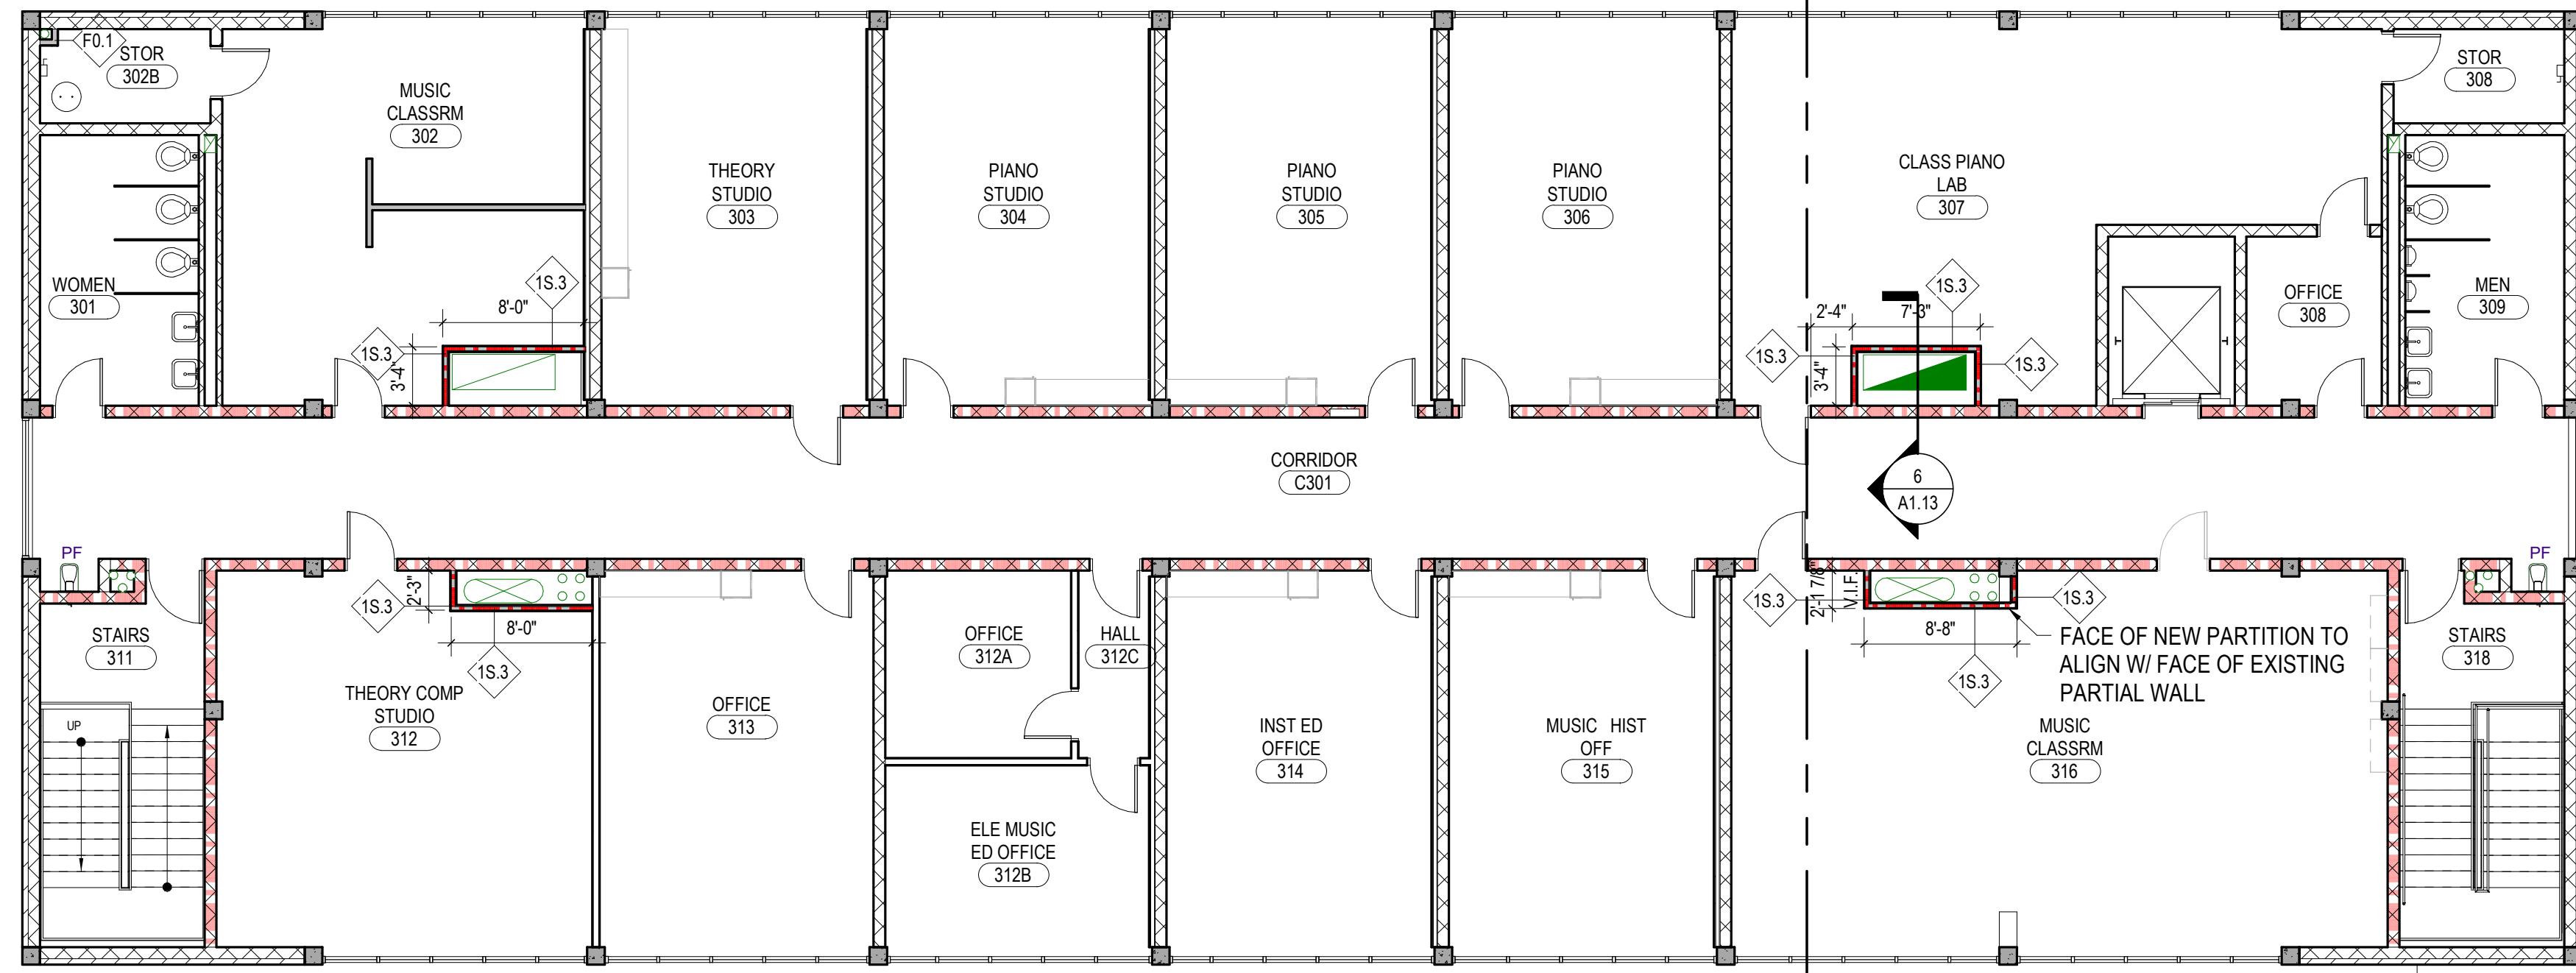 F0.1
STOR
302B
MUSIC
CLASSRM
302
THEORY
STUDIO
303
PIANO
STUDIO
304
PIANO
STUDIO
305
PIANO
STUDIO
306
CLASS PIANO
LAB
307
STOR
308
WOMEN
301
1S.3
8'-0"
1S.3
3'-4"
1S.3
2'-4"
7'-3"
1S.3
3'-4"
1S.3
OFFICE
308
MEN
309
CORRIDOR
C301
6
A1.13
PF
PF
STAIRS
311
1S.3
2'-3"
8'-0"
1S.3
THEORY COMP
STUDIO
312
OFFICE
313
OFFICE
312A
HALL
312C
ELE MUSIC
ED OFFICE
312B
INST ED
OFFICE
314
MUSIC HIST
OFF
315
1S.3
2'-1 7/8"
V.I.F.
1S.3
8'-8"
1S.3
FACE OF NEW PARTITION TO
ALIGN W/ FACE OF EXISTING
PARTIAL WALL
MUSIC
CLASSRM
316
STAIRS
318
UP